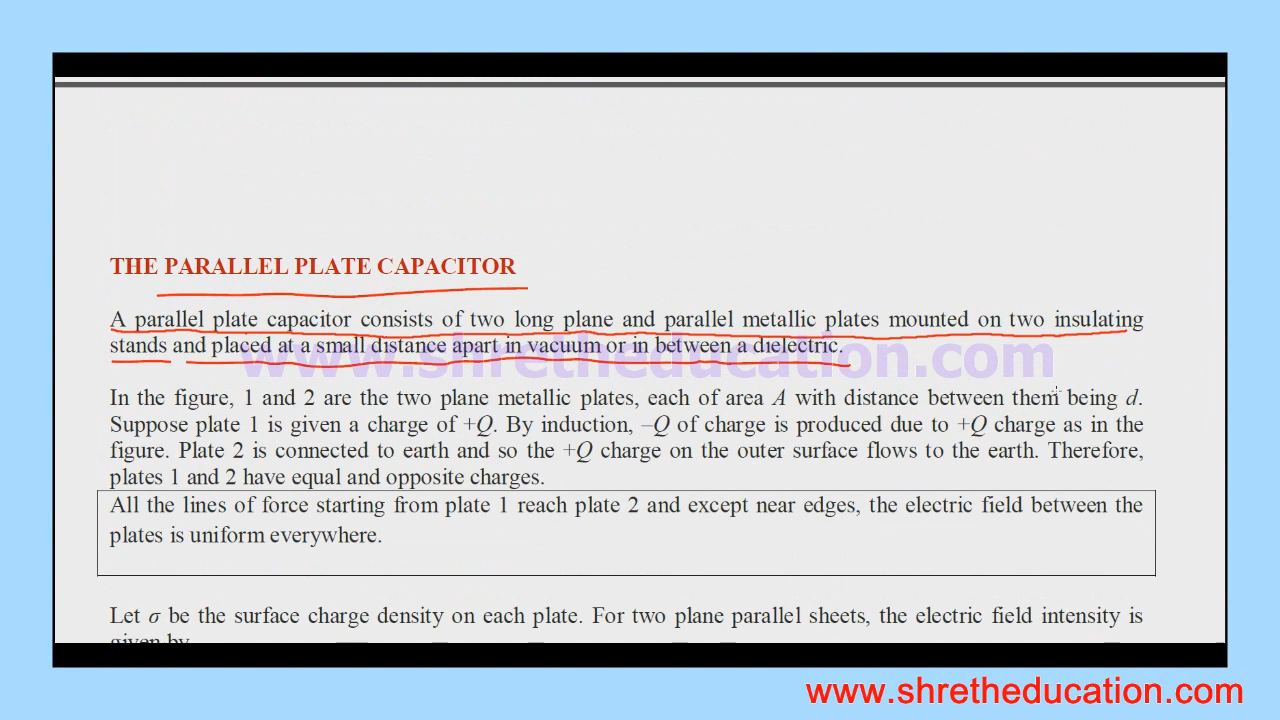 THE PARALLEL PLATE CAPACITOR
A parallel plate capacitor consists of two long plane and parallel metallic plates mounted on two insulating
stands and placed at a small distance apart in vacuum or in between a dielectric.
www.shretheducation.com
In the figure, 1 and 2 are the two plane metallic plates, each of area A with distance between them being d.
Suppose plate 1 is given a charge of +Q. By induction, –Q of charge is produced due to +Q charge as in the
figure. Plate 2 is connected to earth and so the +Q charge on the outer surface flows to the earth. Therefore,
plates 1 and 2 have equal and opposite charges.
All the lines of force starting from plate 1 reach plate 2 and except near edges, the electric field between the
plates is uniform everywhere.
Let σ be the surface charge density on each plate. For two plane parallel sheets, the electric field intensity is
given by
www.shretheducation.com